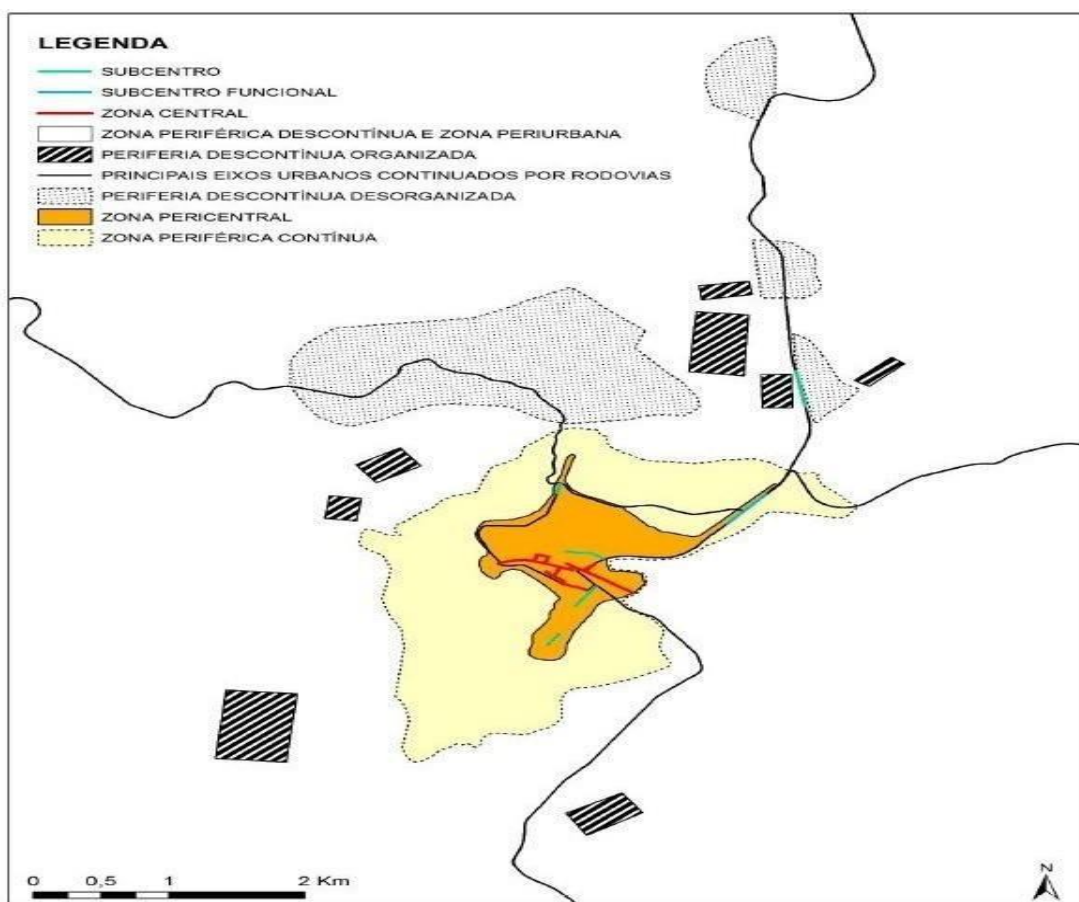 LEGENDA
SUBCENTRO
SUBCENTRO FUNCIONAL
ZONA CENTRAL
ZONA PERIFÉRICA DESCONTÍNUA E ZONA PERIURBANA
PERIFERIA DESCONTÍNUA ORGANIZADA
PRINCIPAIS EIXOS URBANOS CONTINUADOS POR RODOVIAS
PERIFERIA DESCONTÍNUA DESORGANIZADA
ZONA PERICENTRAL
ZONA PERIFÉRICA CONTÍNUA
0 0,5 1 2 Km
N